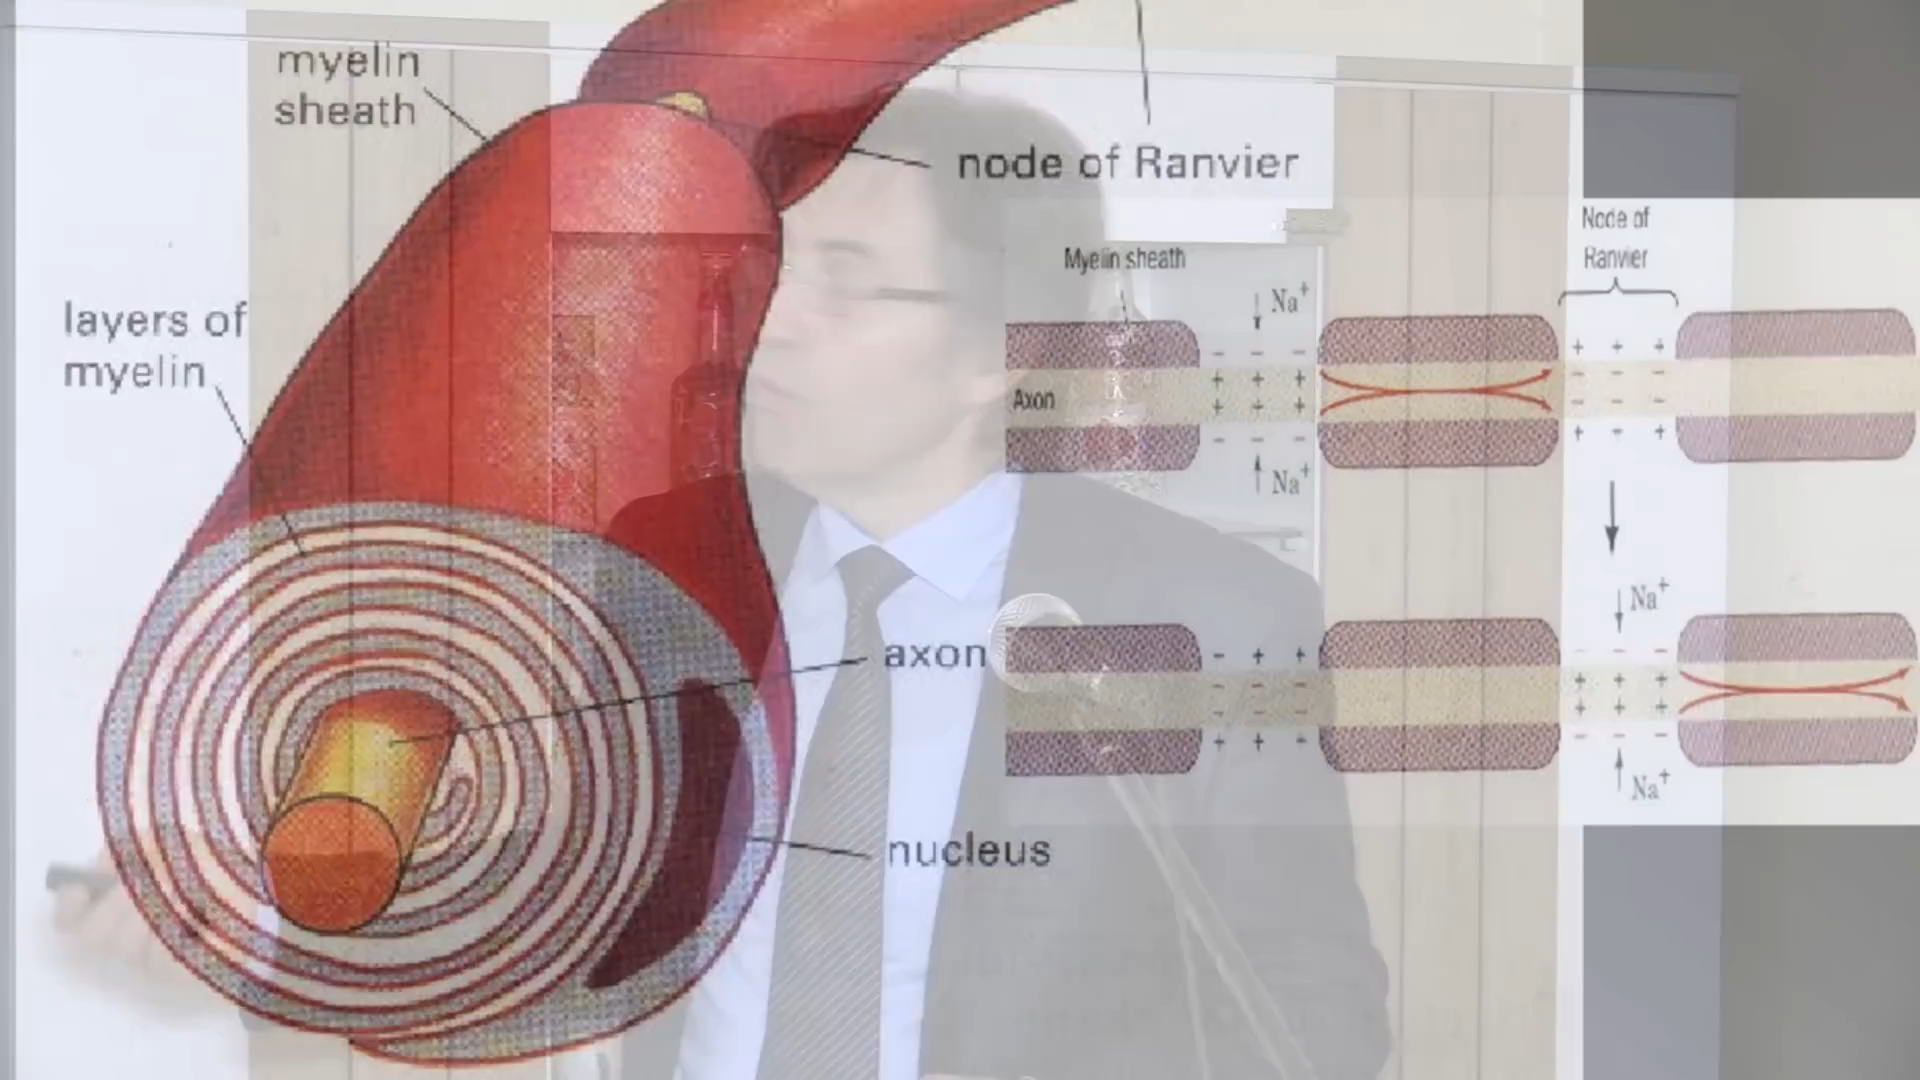 myelin
sheath
node of Ranvier
layers of
myelin
axon
nucleus
Node of
Ranvier
Myelin sheath
Na+
- - -
+ + +
Axon
+ + +
- - -
Na+
+ + +
- - -
- - -
+ + +
Na+
- + +
- - -
- - -
+ + +
- - -
+ + +
+ + +
- - -
Na+